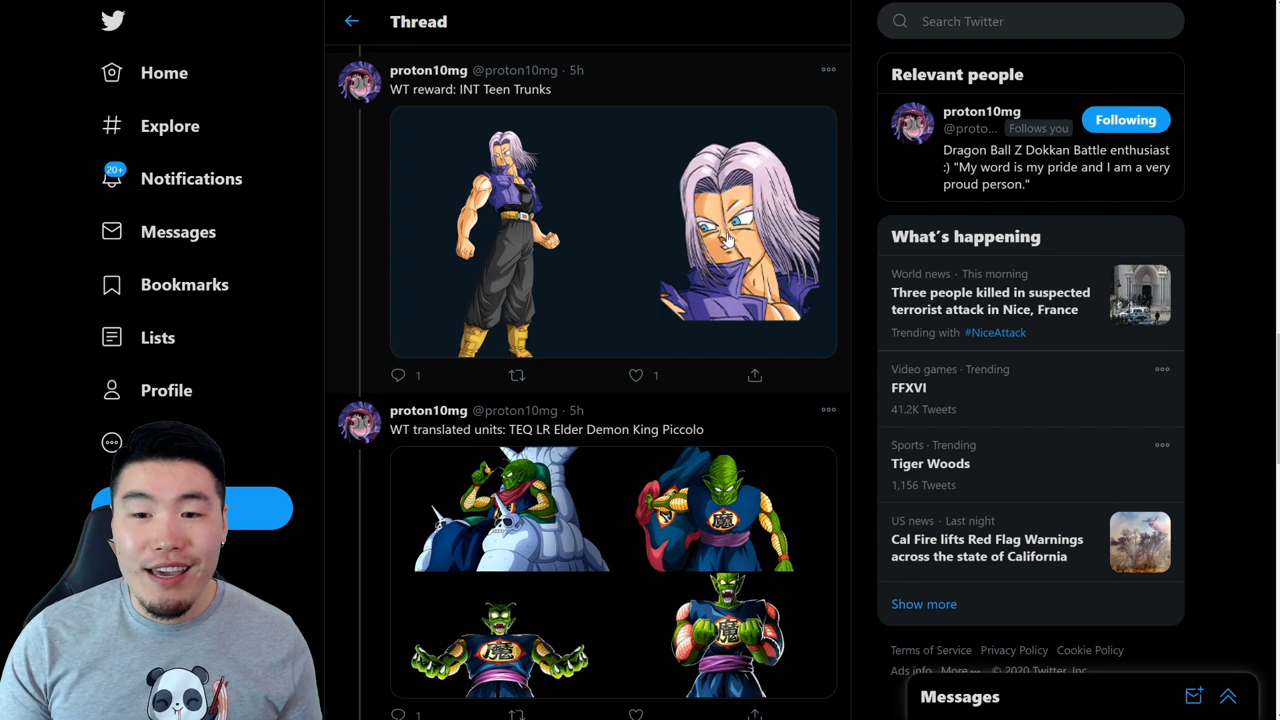 Home
Explore
20+
Notifications
Messages
Bookmarks
Lists
Profile
Thread
proton10mg @proton10mg · 5h
WT reward: INT Teen Trunks
1
1
proton10mg @proton10mg · 5h
WT translated units: TEQ LR Elder Demon King Piccolo
魔
魔
魔
1
Search Twitter
Relevant people
proton10mg
@proto... Follows you
Following
Dragon Ball Z Dokkan Battle enthusiast
:) "My word is my pride and I am a very
proud person."
What's happening
World news · This morning
Three people killed in suspected
terrorist attack in Nice, France
Trending with #NiceAttack
Video games · Trending
FFXVI
41.2K Tweets
Sports · Trending
Tiger Woods
1,156 Tweets
US news · Last night
Cal Fire lifts Red Flag Warnings
across the state of California
Show more
Terms of Service Privacy Policy Cookie Policy
Ads info More © 2020 Twitter, Inc.
Messages